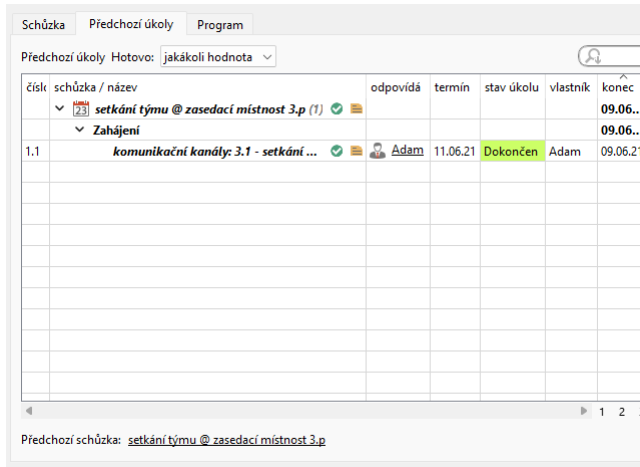 Schůzka Předchozí úkoly Program
Předchozí úkoly Hotovo: jakákoli hodnota
číslo schůzka / název odpovídá termín stav úkolu vlastník konec
23 setkání týmu @ zasedací místnost 3.p (1) 09.06..
Zahájení 09.06..
1.1 komunikační kanály: 3.1 - setkání ... Adam 11.06.21 Dokončen Adam 09.06.21
1 2
Předchozí schůzka: setkání týmu @ zasedací místnost 3.p